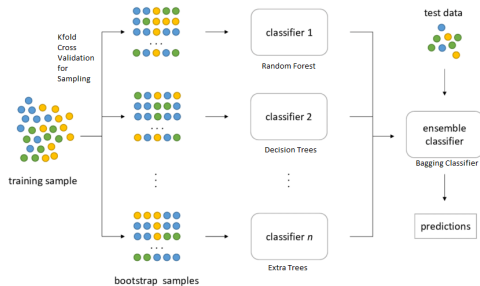 Kfold
Cross
Validation
for
Sampling
training sample
...
...
...
bootstrap samples
classifier 1
Random Forest
classifier 2
Decision Trees
classifier n
Extra Trees
test data
ensemble
classifier
Bagging Classifier
predictions